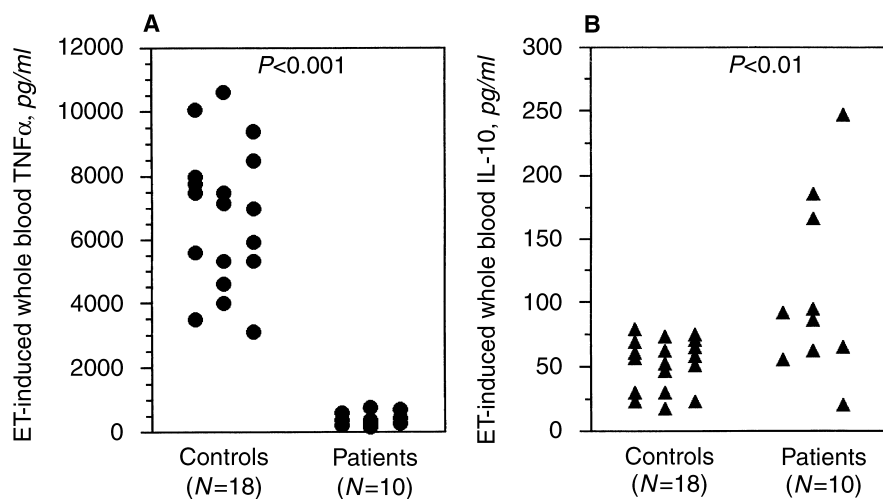 A
ET-induced whole blood TNFα, pg/ml
12000
10000
8000
6000
4000
2000
0
P<0.001
Controls
(N=18)
Patients
(N=10)
B
ET-induced whole blood IL-10, pg/ml
300
250
200
150
100
50
0
P<0.01
Controls
(N=18)
Patients
(N=10)